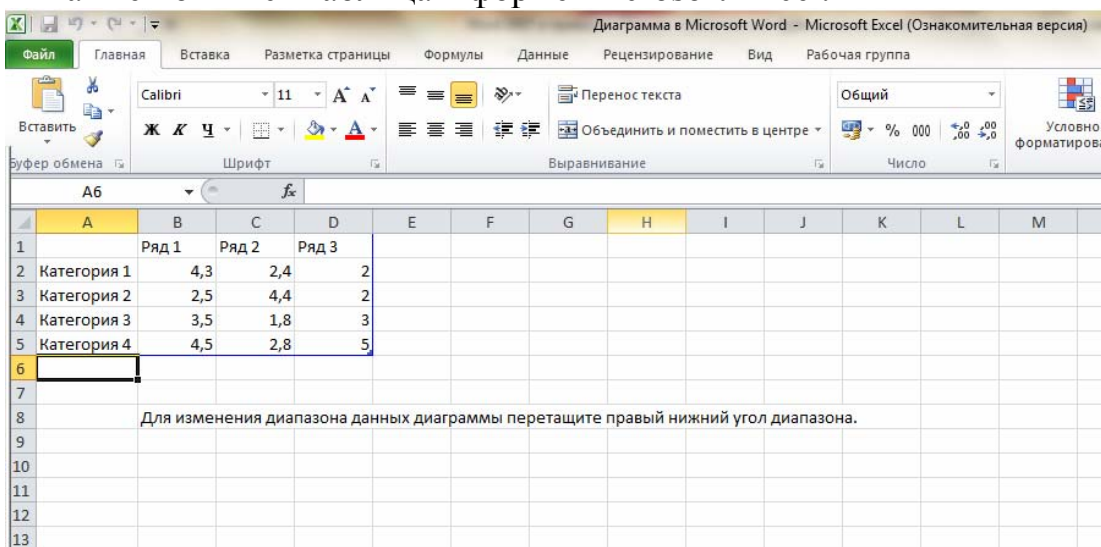 Диаграмма в Microsoft Word - Microsoft Excel (Ознакомительная версия)
Файл Главная Вставка Разметка страницы Формулы Данные Рецензирование Вид Рабочая группа
Calibri 11 A A Перенос текста Общий
Вставить Ж К Ч A Объединить и поместить в центре % 000 ,0 ,00 ,00 ,0 Условно
форматирова
Буфер обмена Шрифт Выравнивание Число
A6 fx
A B C D E F G H I J K L M
1 Ряд 1 Ряд 2 Ряд 3
2 Категория 1 4,3 2,4 2
3 Категория 2 2,5 4,4 2
4 Категория 3 3,5 1,8 3
5 Категория 4 4,5 2,8 5
6
7
8 Для изменения диапазона данных диаграммы перетащите правый нижний угол диапазона.
9
10
11
12
13